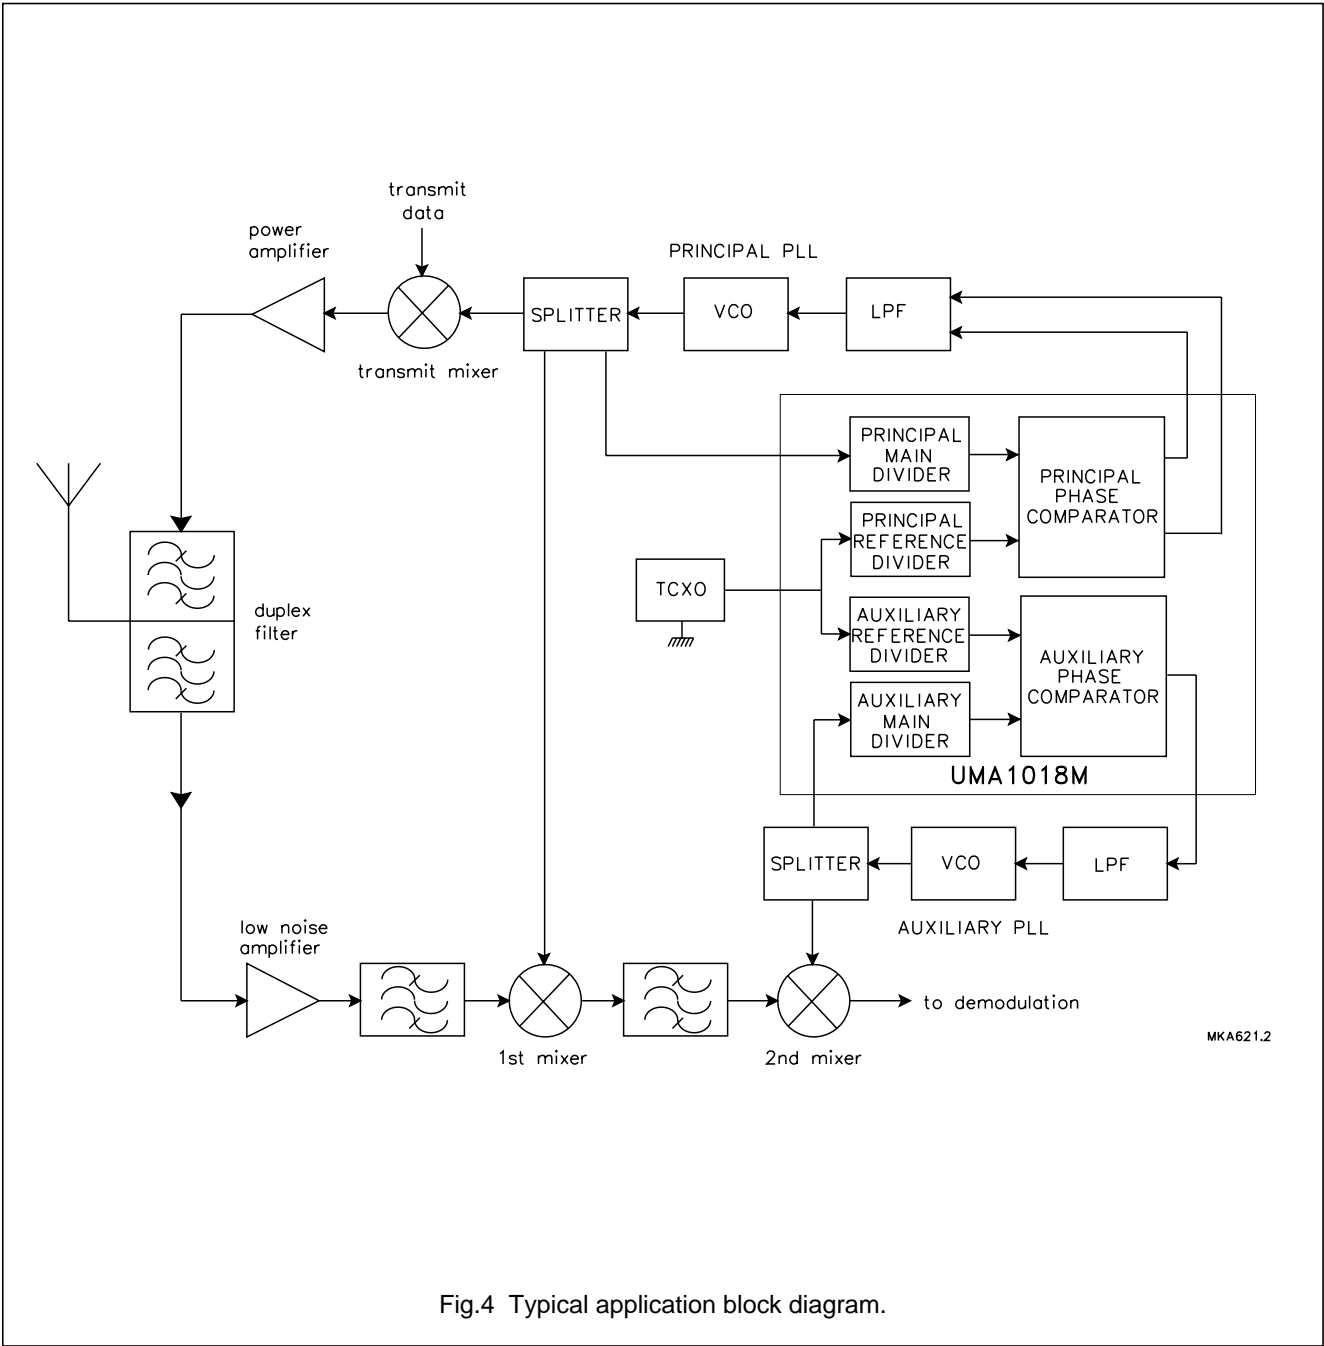 transmit
data
power
amplifier
PRINCIPAL PLL
SPLITTER
VCO
LPF
transmit mixer
PRINCIPAL
MAIN
DIVIDER
PRINCIPAL
PHASE
COMPARATOR
PRINCIPAL
REFERENCE
DIVIDER
TCXO
duplex
filter
AUXILIARY
REFERENCE
DIVIDER
AUXILIARY
PHASE
COMPARATOR
AUXILIARY
MAIN
DIVIDER
UMA1018M
SPLITTER
VCO
LPF
AUXILIARY PLL
low noise
amplifier
to demodulation
1st mixer
2nd mixer
MKA621.2
Fig.4 Typical application block diagram.